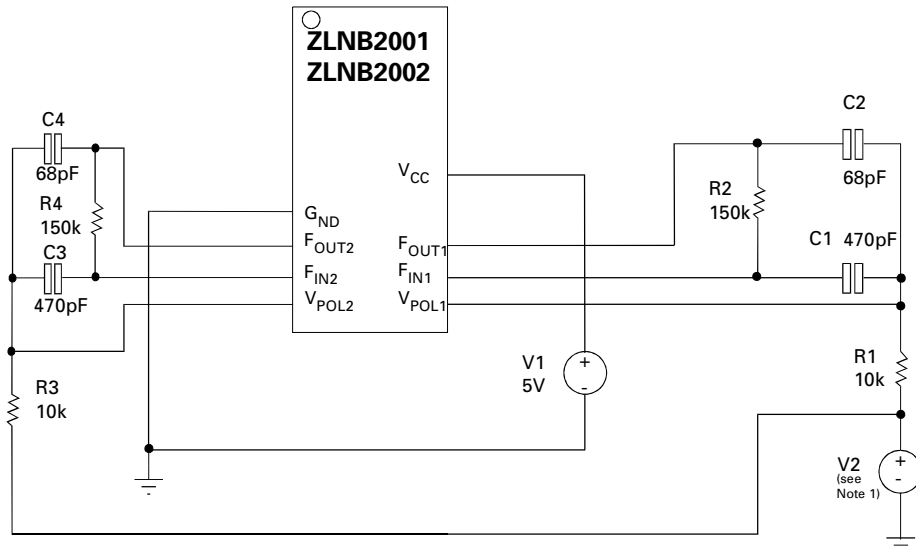 ZLNB2001
ZLNB2002
C4
68pF
R4
150k
C3
470pF
R3
10k
GND
FOUT2
FIN2
VPOL2
VCC
FOUT1
FIN1
VPOL1
V1
5V
+
-
C2
68pF
R2
150k
C1 470pF
R1
10k
V2
(see
Note 1)
+
-